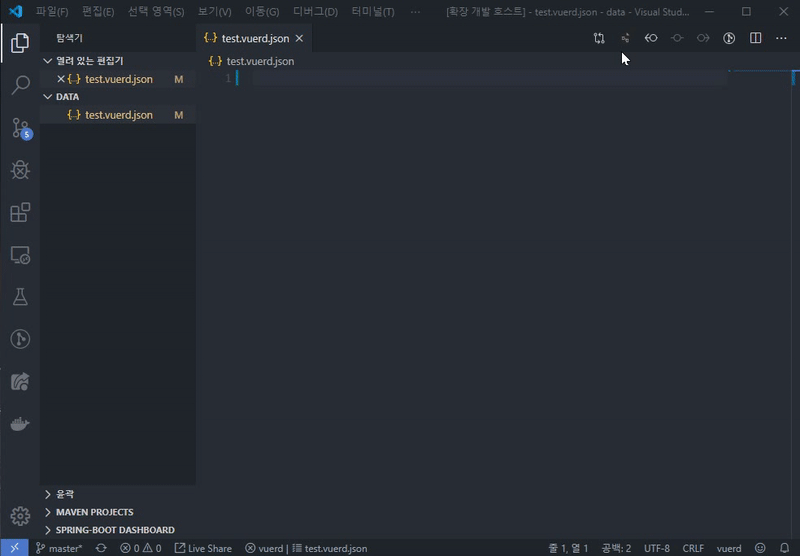 파일(F) 편집(E) 선택 영역(S) 보기(V) 이동(G) 디버그(D) 터미널(T) ··· [확장 개발 호스트] - test.vuerd.json - data - Visual Stud...
탐색기
test.vuerd.json
열려 있는 편집기
test.vuerd.json
test.vuerd.json M
1
DATA
test.vuerd.json M
5
윤곽
MAVEN PROJECTS
SPRING-BOOT DASHBOARD
master* 0 0 Live Share vuerd test.vuerd.json 줄 1, 열 1 공백: 2 UTF-8 CRLF vuerd